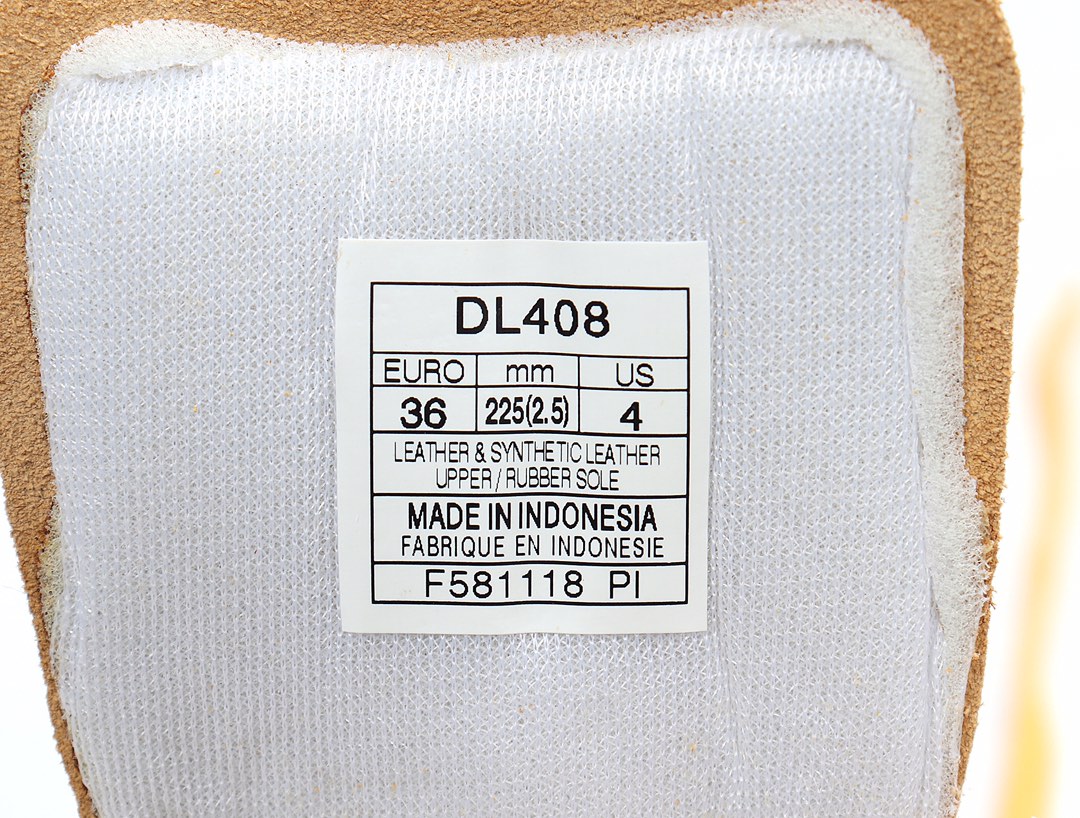 DL408
EURO mm US
36 225(2.5) 4
LEATHER & SYNTHETIC LEATHER
UPPER / RUBBER SOLE
MADE IN INDONESIA
FABRIQUE EN INDONESIE
F581118 PI